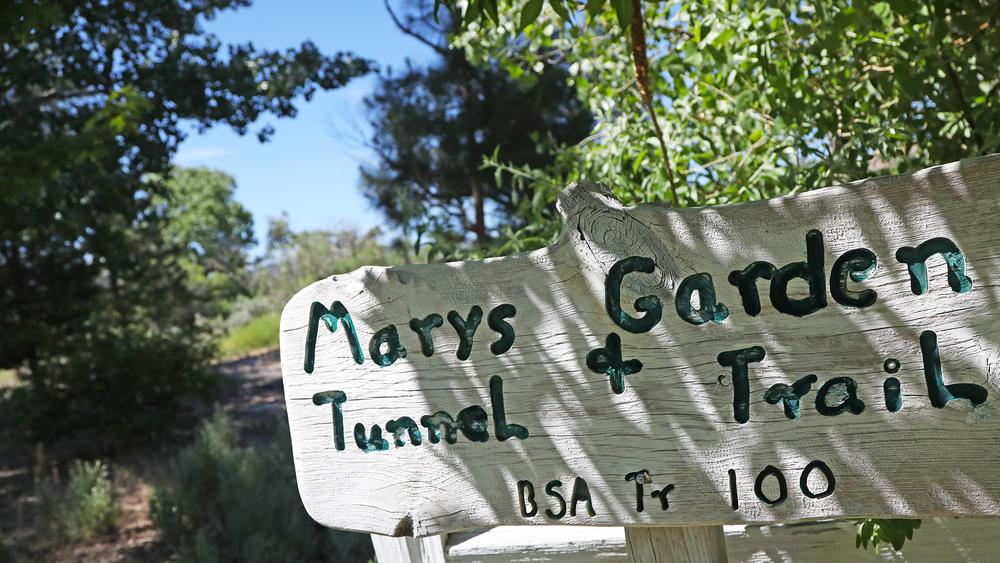 Marys Garden
Tunnel + Trail
BSA Tr 100